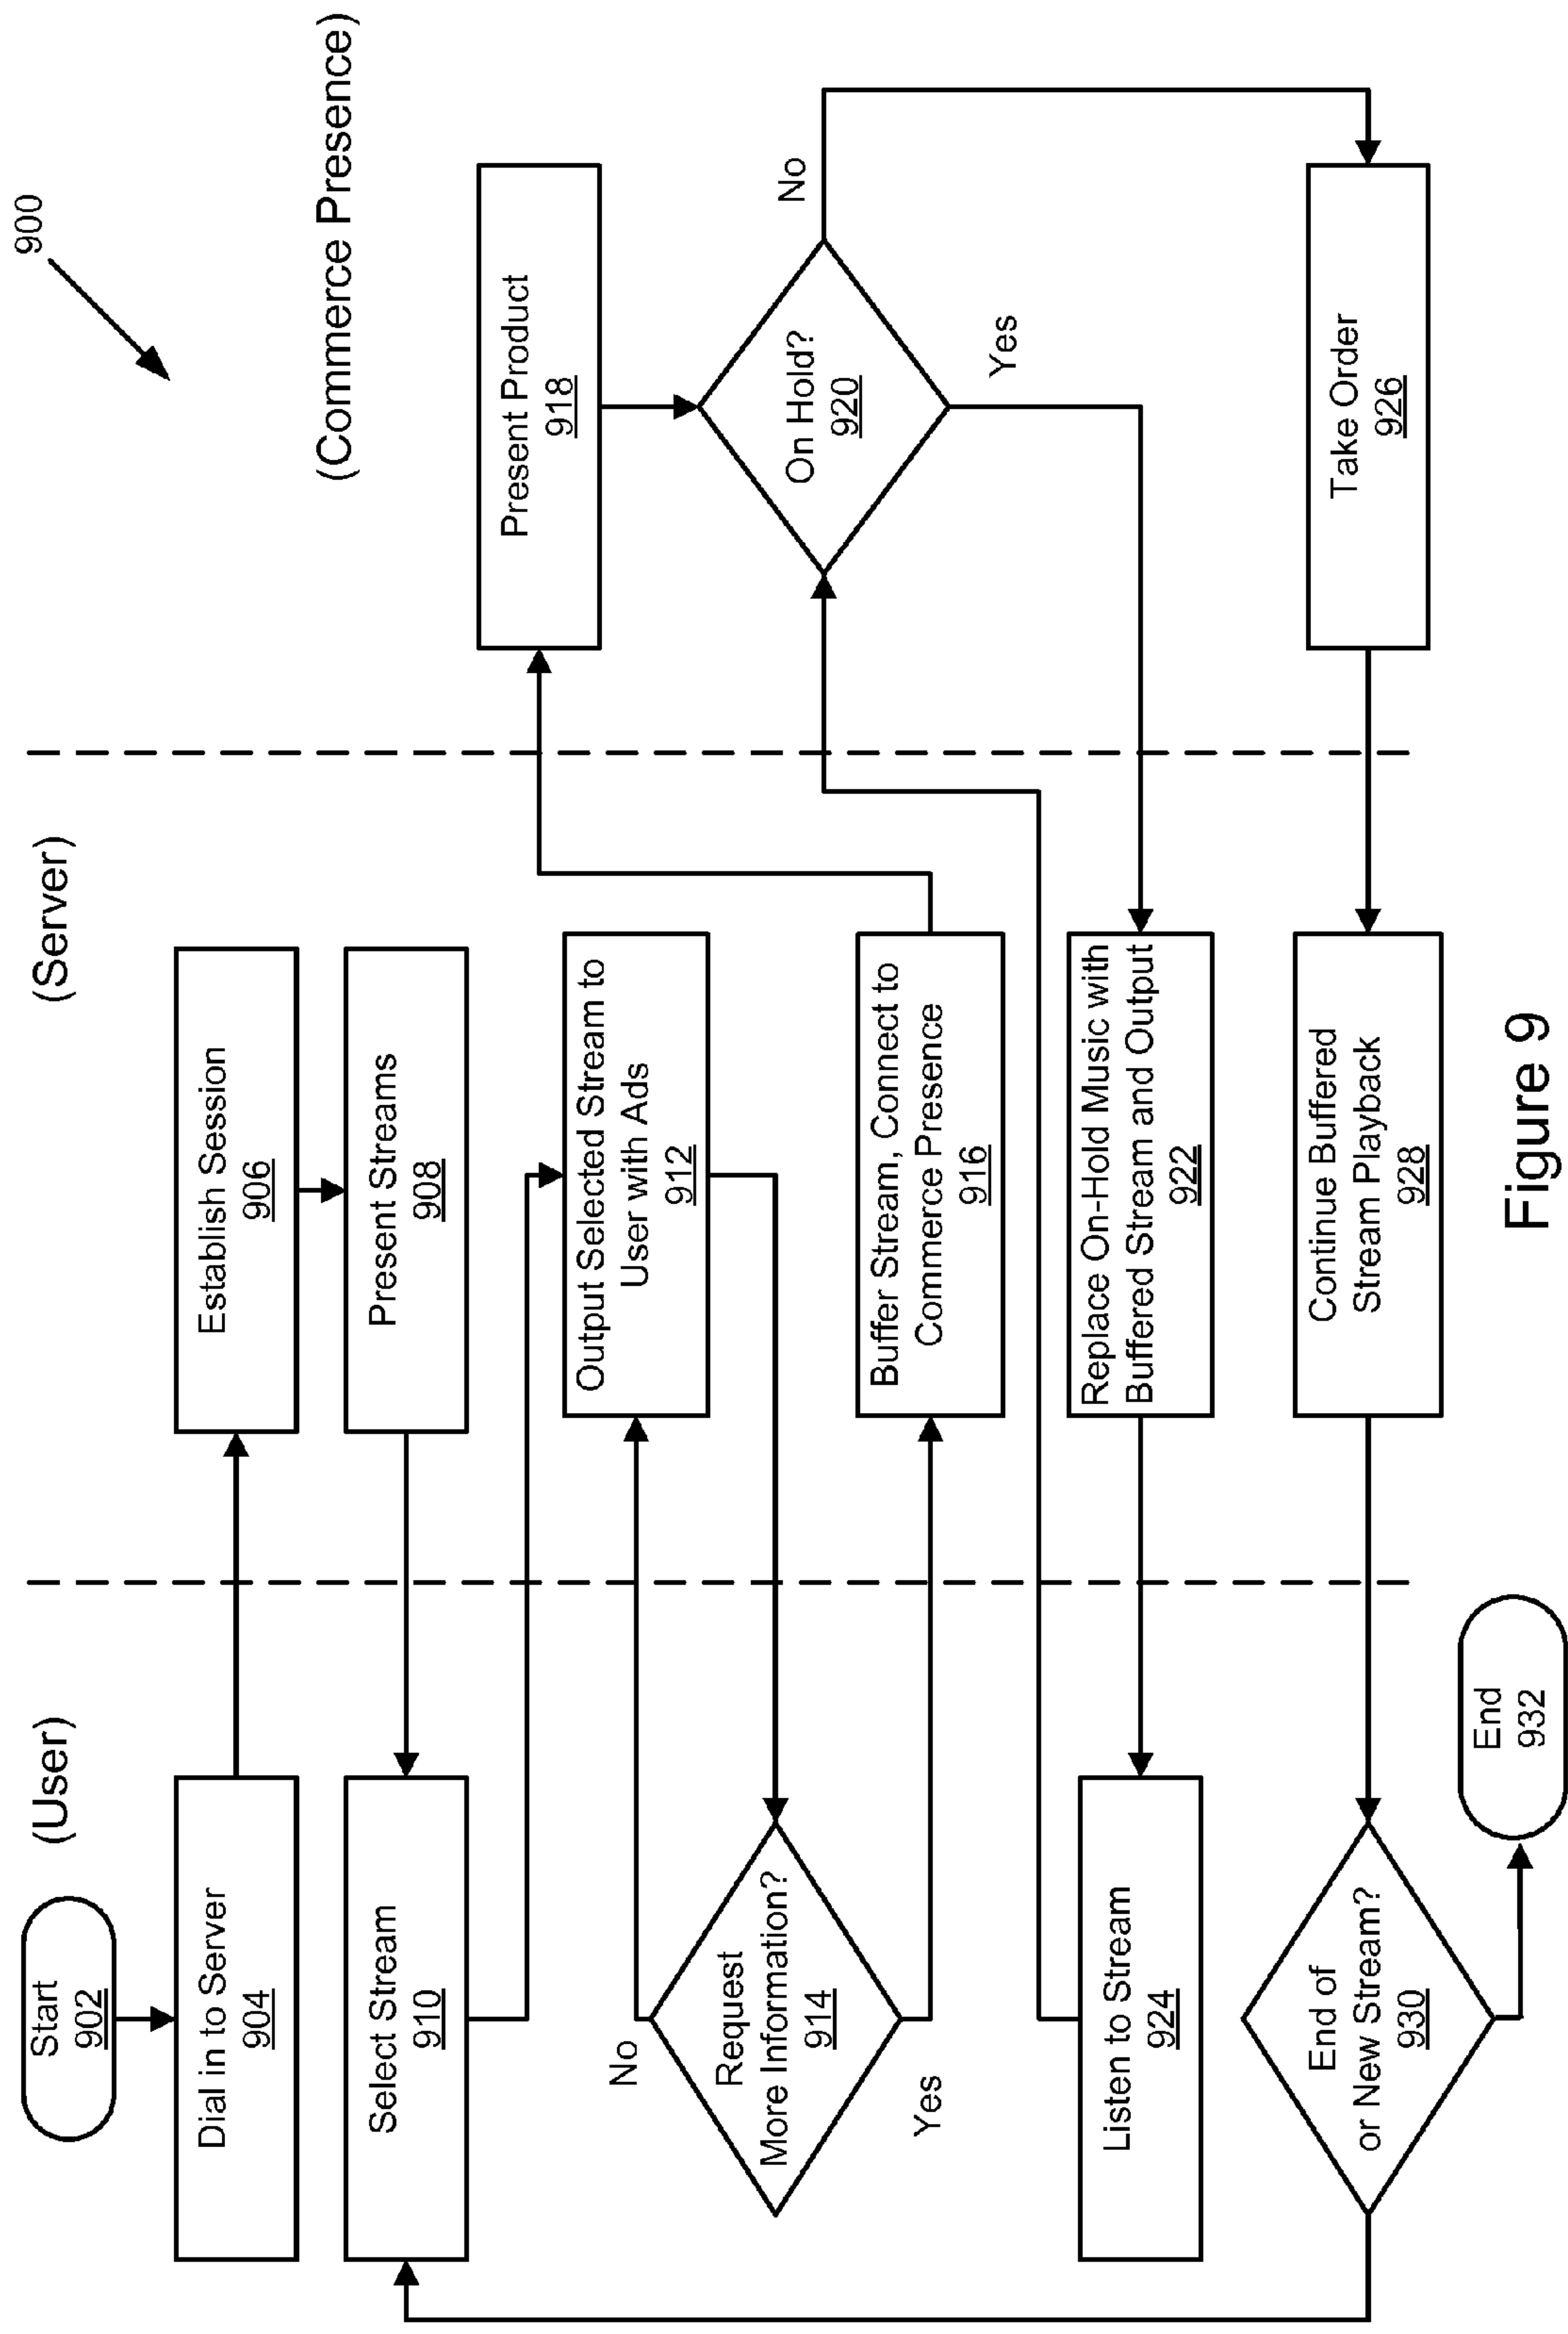 900
(User)
(Server)
(Commerce Presence)
Start
902
Dial in to Server
904
Establish Session
906
Present Streams
908
Select Stream
910
Output Selected Stream to
User with Ads
912
No
Request
More Information?
914
Yes
Buffer Stream, Connect to
Commerce Presence
916
Present Product
918
On Hold?
920
No
Yes
Replace On-Hold Music with
Buffered Stream and Output
922
Listen to Stream
924
Take Order
926
Continue Buffered
Stream Playback
928
End of
or New Stream?
930
End
932
Figure 9